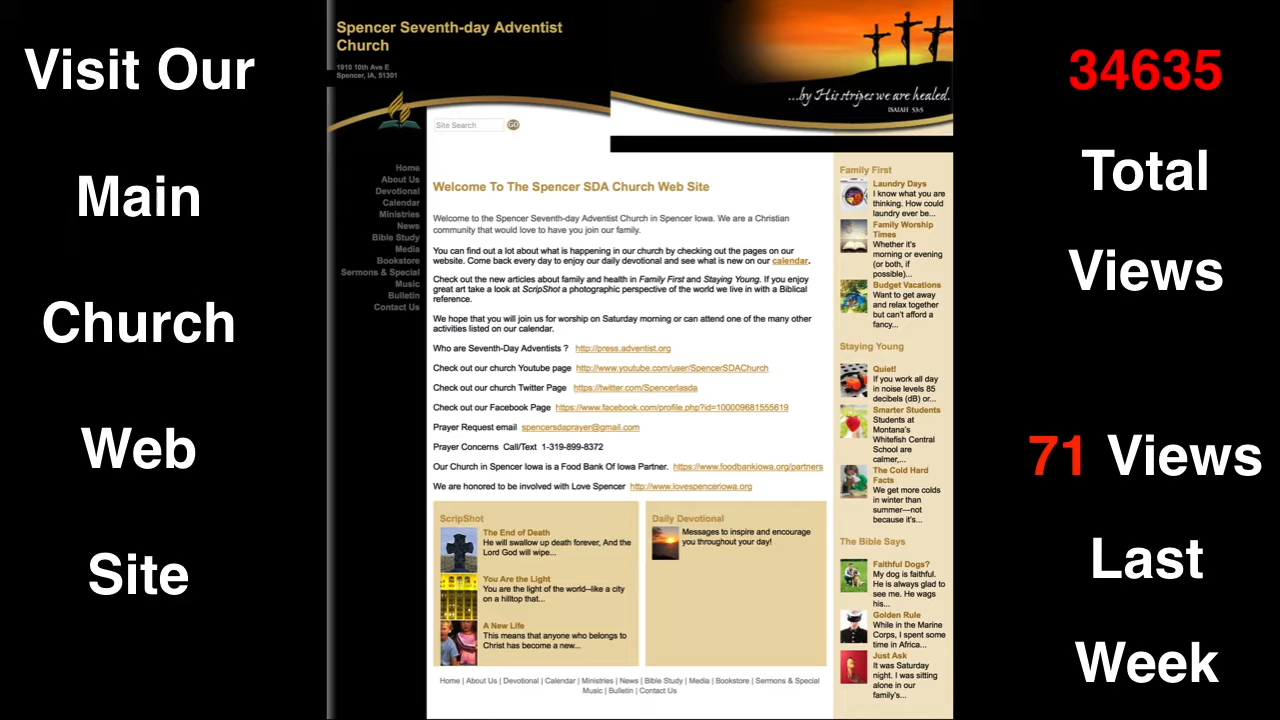 Visit Our
Main
Church
Web
Site
Spencer Seventh-day Adventist
Church
1910 10th Ave E
Spencer, IA, 51301
...by His stripes we are healed.
ISAIAH 53:5
Site Search
GO
Home
About Us
Devotional
Calendar
Ministries
News
Bible Study
Media
Bookstore
Sermons & Special
Music
Bulletin
Contact Us
Welcome To The Spencer SDA Church Web Site
Welcome to the Spencer Seventh-day Adventist Church in Spencer Iowa. We are a Christian
community that would love to have you join our family.
You can find out a lot about what is happening in our church by checking out the pages on our
website. Come back every day to enjoy our daily devotional and see what is new on our calendar.
Check out the new articles about family and health in Family First and Staying Young. If you enjoy
great art take a look at ScripShot a photographic perspective of the world we live in with a Biblical
reference.
We hope that you will join us for worship on Saturday morning or can attend one of the many other
activities listed on our calendar.
Who are Seventh-Day Adventists ? http://press.adventist.org
Check out our church Youtube page http://www.youtube.com/user/SpencerSDAChurch
Check out our church Twitter Page https://twitter.com/SpencerIasda
Check out our Facebook Page https://www.facebook.com/profile.php?id=100009681555619
Prayer Request email spencersdaprayer@gmail.com
Prayer Concerns Call/Text 1-319-899-8372
Our Church in Spencer Iowa is a Food Bank Of Iowa Partner. https://www.foodbankiowa.org/partners
We are honored to be involved with Love Spencer http://www.lovespenceriowa.org
ScripShot
The End of Death
He will swallow up death forever, And the
Lord God will wipe...
You Are the Light
You are the light of the world--like a city
on a hilltop that...
A New Life
This means that anyone who belongs to
Christ has become a new...
Daily Devotional
Messages to inspire and encourage
you throughout your day!
Family First
Laundry Days
I know what you are
thinking. How could
laundry ever be...
Family Worship
Times
Whether it's
morning or evening
(or both, if
possible)...
Budget Vacations
Want to get away
and relax together
but can't afford a
fancy...
Staying Young
Quiet!
If you work all day
in noise levels 85
decibels (dB) or...
Smarter Students
Students at
Montana's
Whitefish Central
School are
calmer,...
The Cold Hard
Facts
We get more colds
in winter than
summer—not
because it's...
The Bible Says
Faithful Dogs?
My dog is faithful.
He is always glad to
see me. He wags
his...
Golden Rule
While in the Marine
Corps, I spent some
time in Africa...
Just Ask
It was Saturday
night. I was sitting
alone in our
family's...
Home | About Us | Devotional | Calendar | Ministries | News | Bible Study | Media | Bookstore | Sermons & Special
Music | Bulletin | Contact Us
34635
Total
Views
71 Views
Last
Week